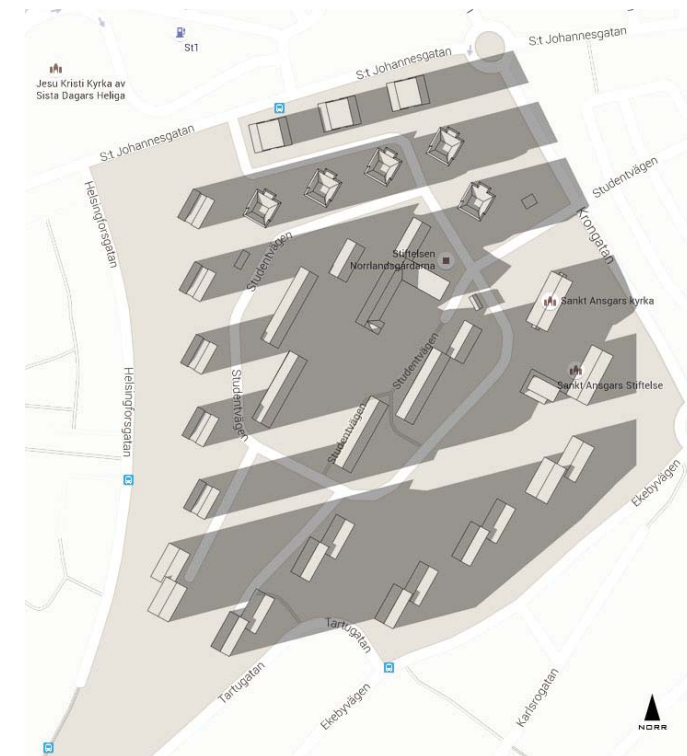 St1
S:t Johannesgatan
S:t Johannesgatan
Jesu Kristi Kyrka av
Sista Dagars Heliga
S:t Johannesgatan
Helsingforsgatan
Studentvägen
Krongatan
Studentvägen
Stiftelsen
Norrlandsgårdarna
Sankt Ansgars kyrka
Helsingforsgatan
Studentvägen
Studentvägen
Sankt Ansgars Stiftelse
Studentvägen
Ekebyvägen
Tartugatan
Tartugatan
Ekebyvägen
Karlsrogatan
NORR